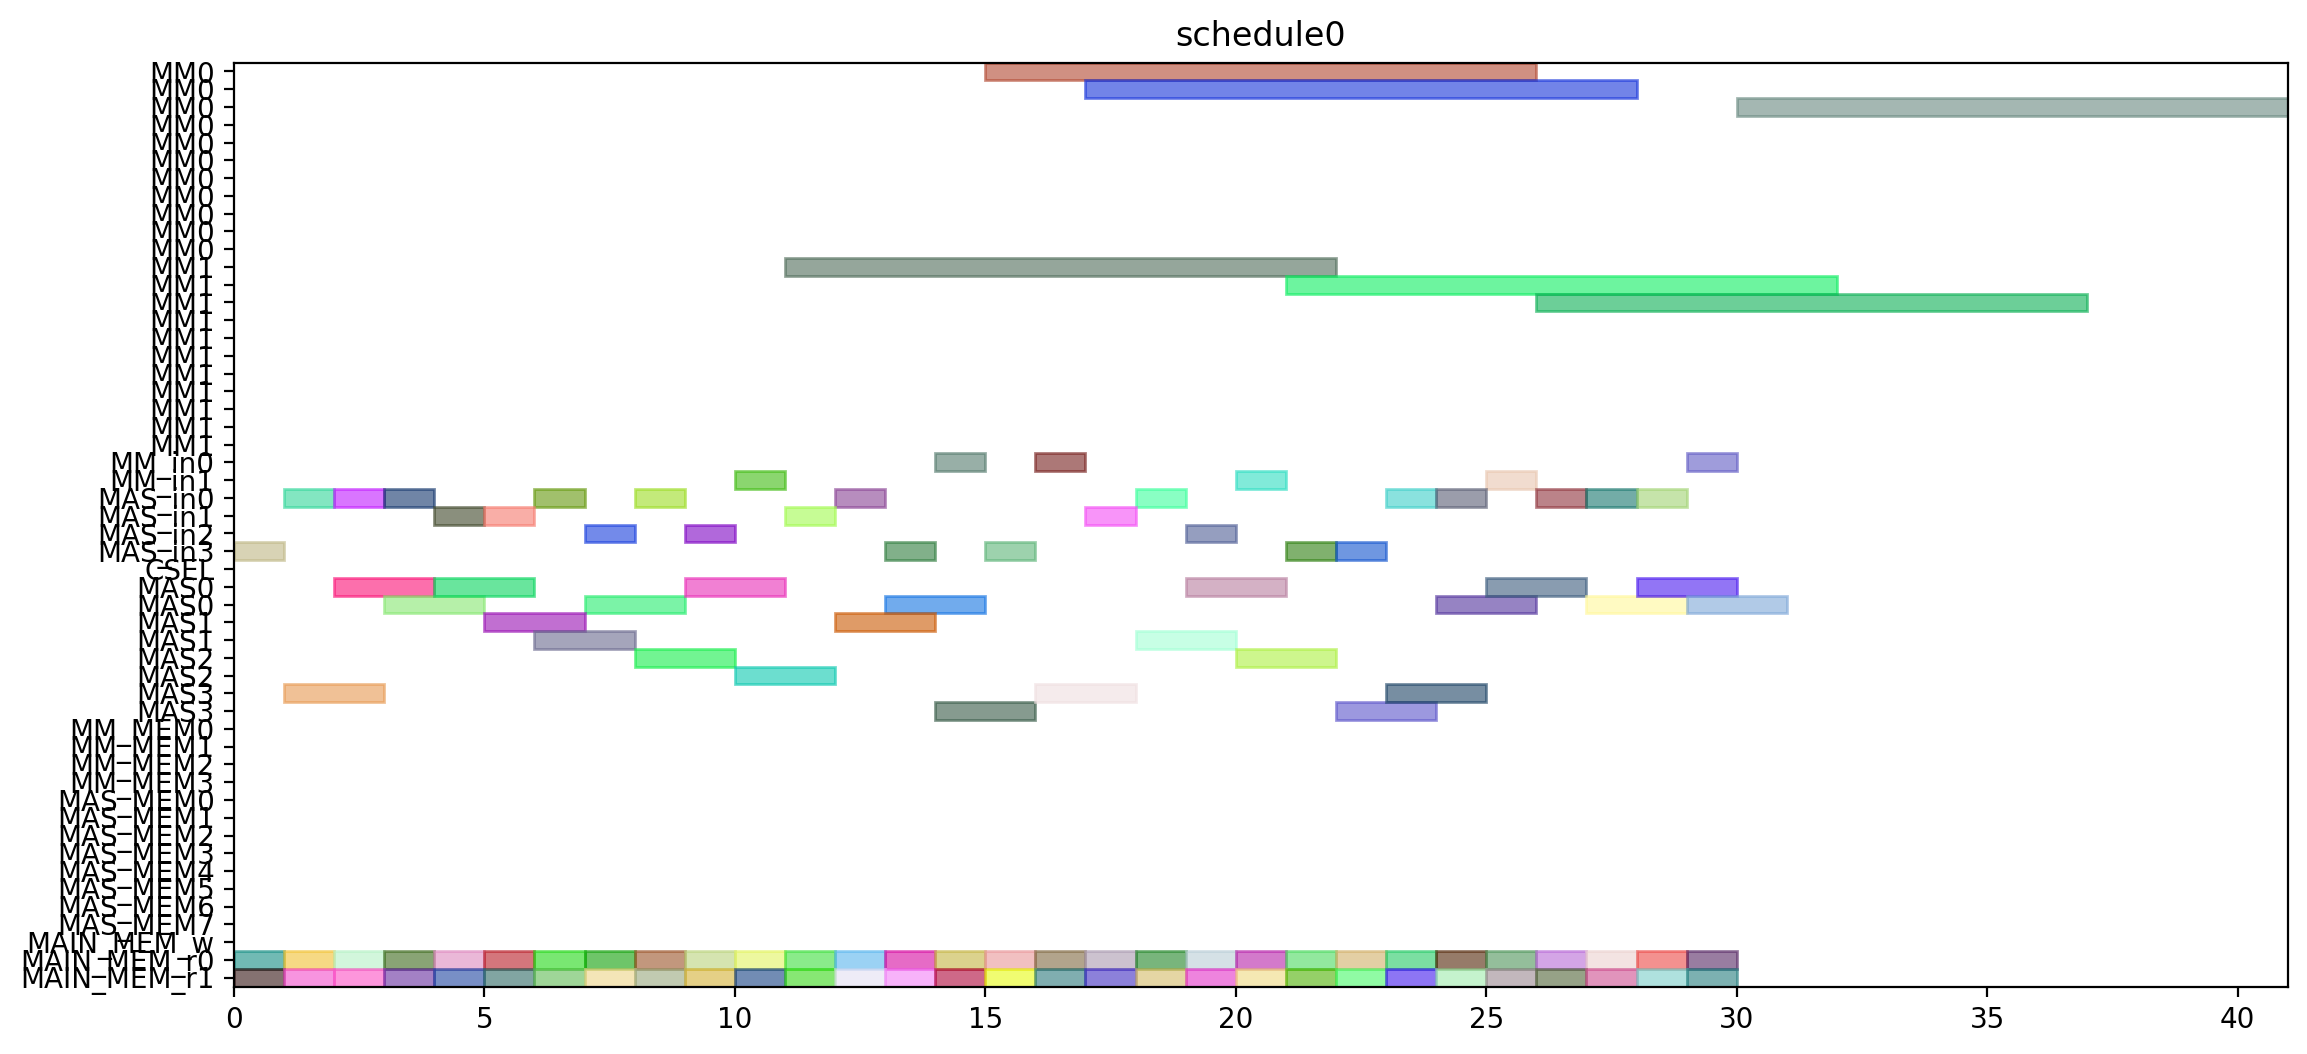 schedule0
MM0
MM0
MM0
MM0
MM0
MM0
MM0
MM0
MM0
MM0
MM0
MM1
MM1
MM1
MM1
MM1
MM1
MM1
MM1
MM1
MM1
MM1
MM_in0
MM_in1
MAS_in0
MAS_in1
MAS_in2
MAS_in3
CSEL
MAS0
MAS0
MAS1
MAS1
MAS2
MAS2
MAS3
MAS3
MM_MEM0
MM_MEM1
MM_MEM2
MM_MEM3
MAS_MEM0
MAS_MEM1
MAS_MEM2
MAS_MEM3
MAS_MEM4
MAS_MEM5
MAS_MEM6
MAS_MEM7
MAIN_MEM_w
MAIN_MEM_r0
MAIN_MEM_r1
0 5 10 15 20 25 30 35 40